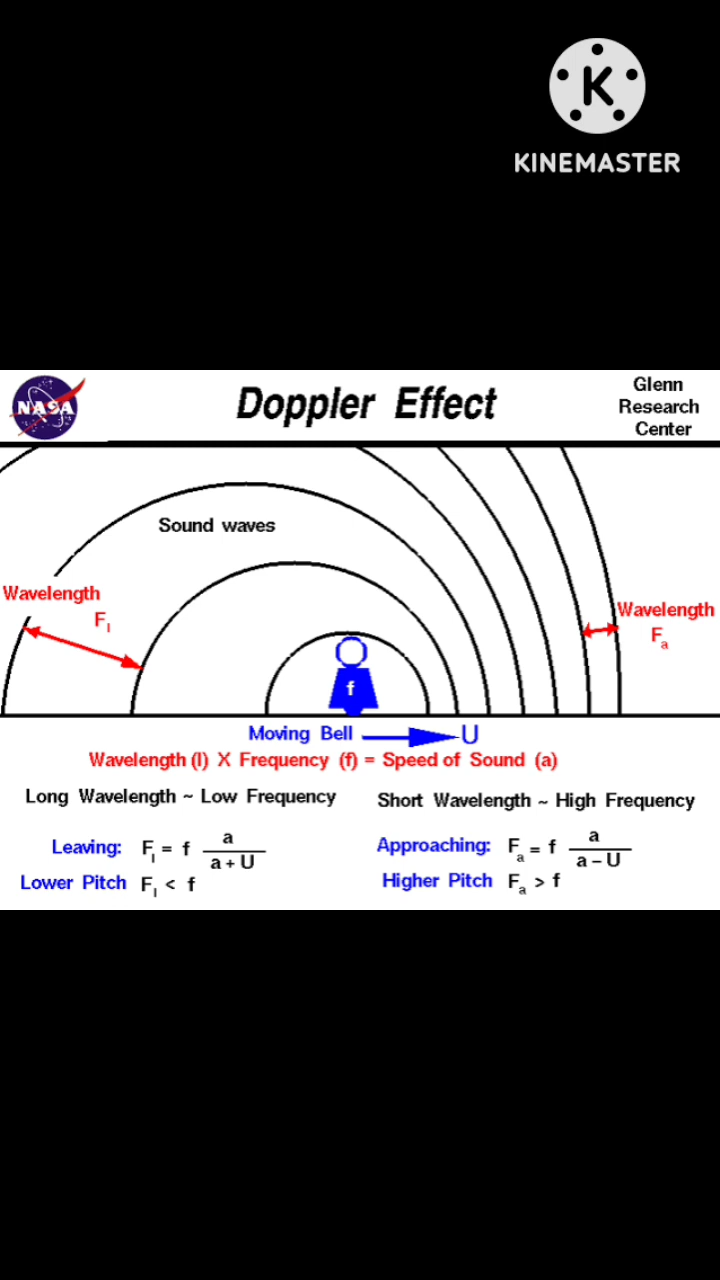 K
KINEMASTER
NASA
Doppler Effect
Glenn
Research
Center
Sound waves
Wavelength
Fl
Wavelength
Fa
f
Moving Bell U
Wavelength (l) X Frequency (f) = Speed of Sound (a)
Long Wavelength ~ Low Frequency
Short Wavelength ~ High Frequency
Leaving: Fl = f a / a + U
Lower Pitch Fl < f
Approaching: Fa = f a / a – U
Higher Pitch Fa > f